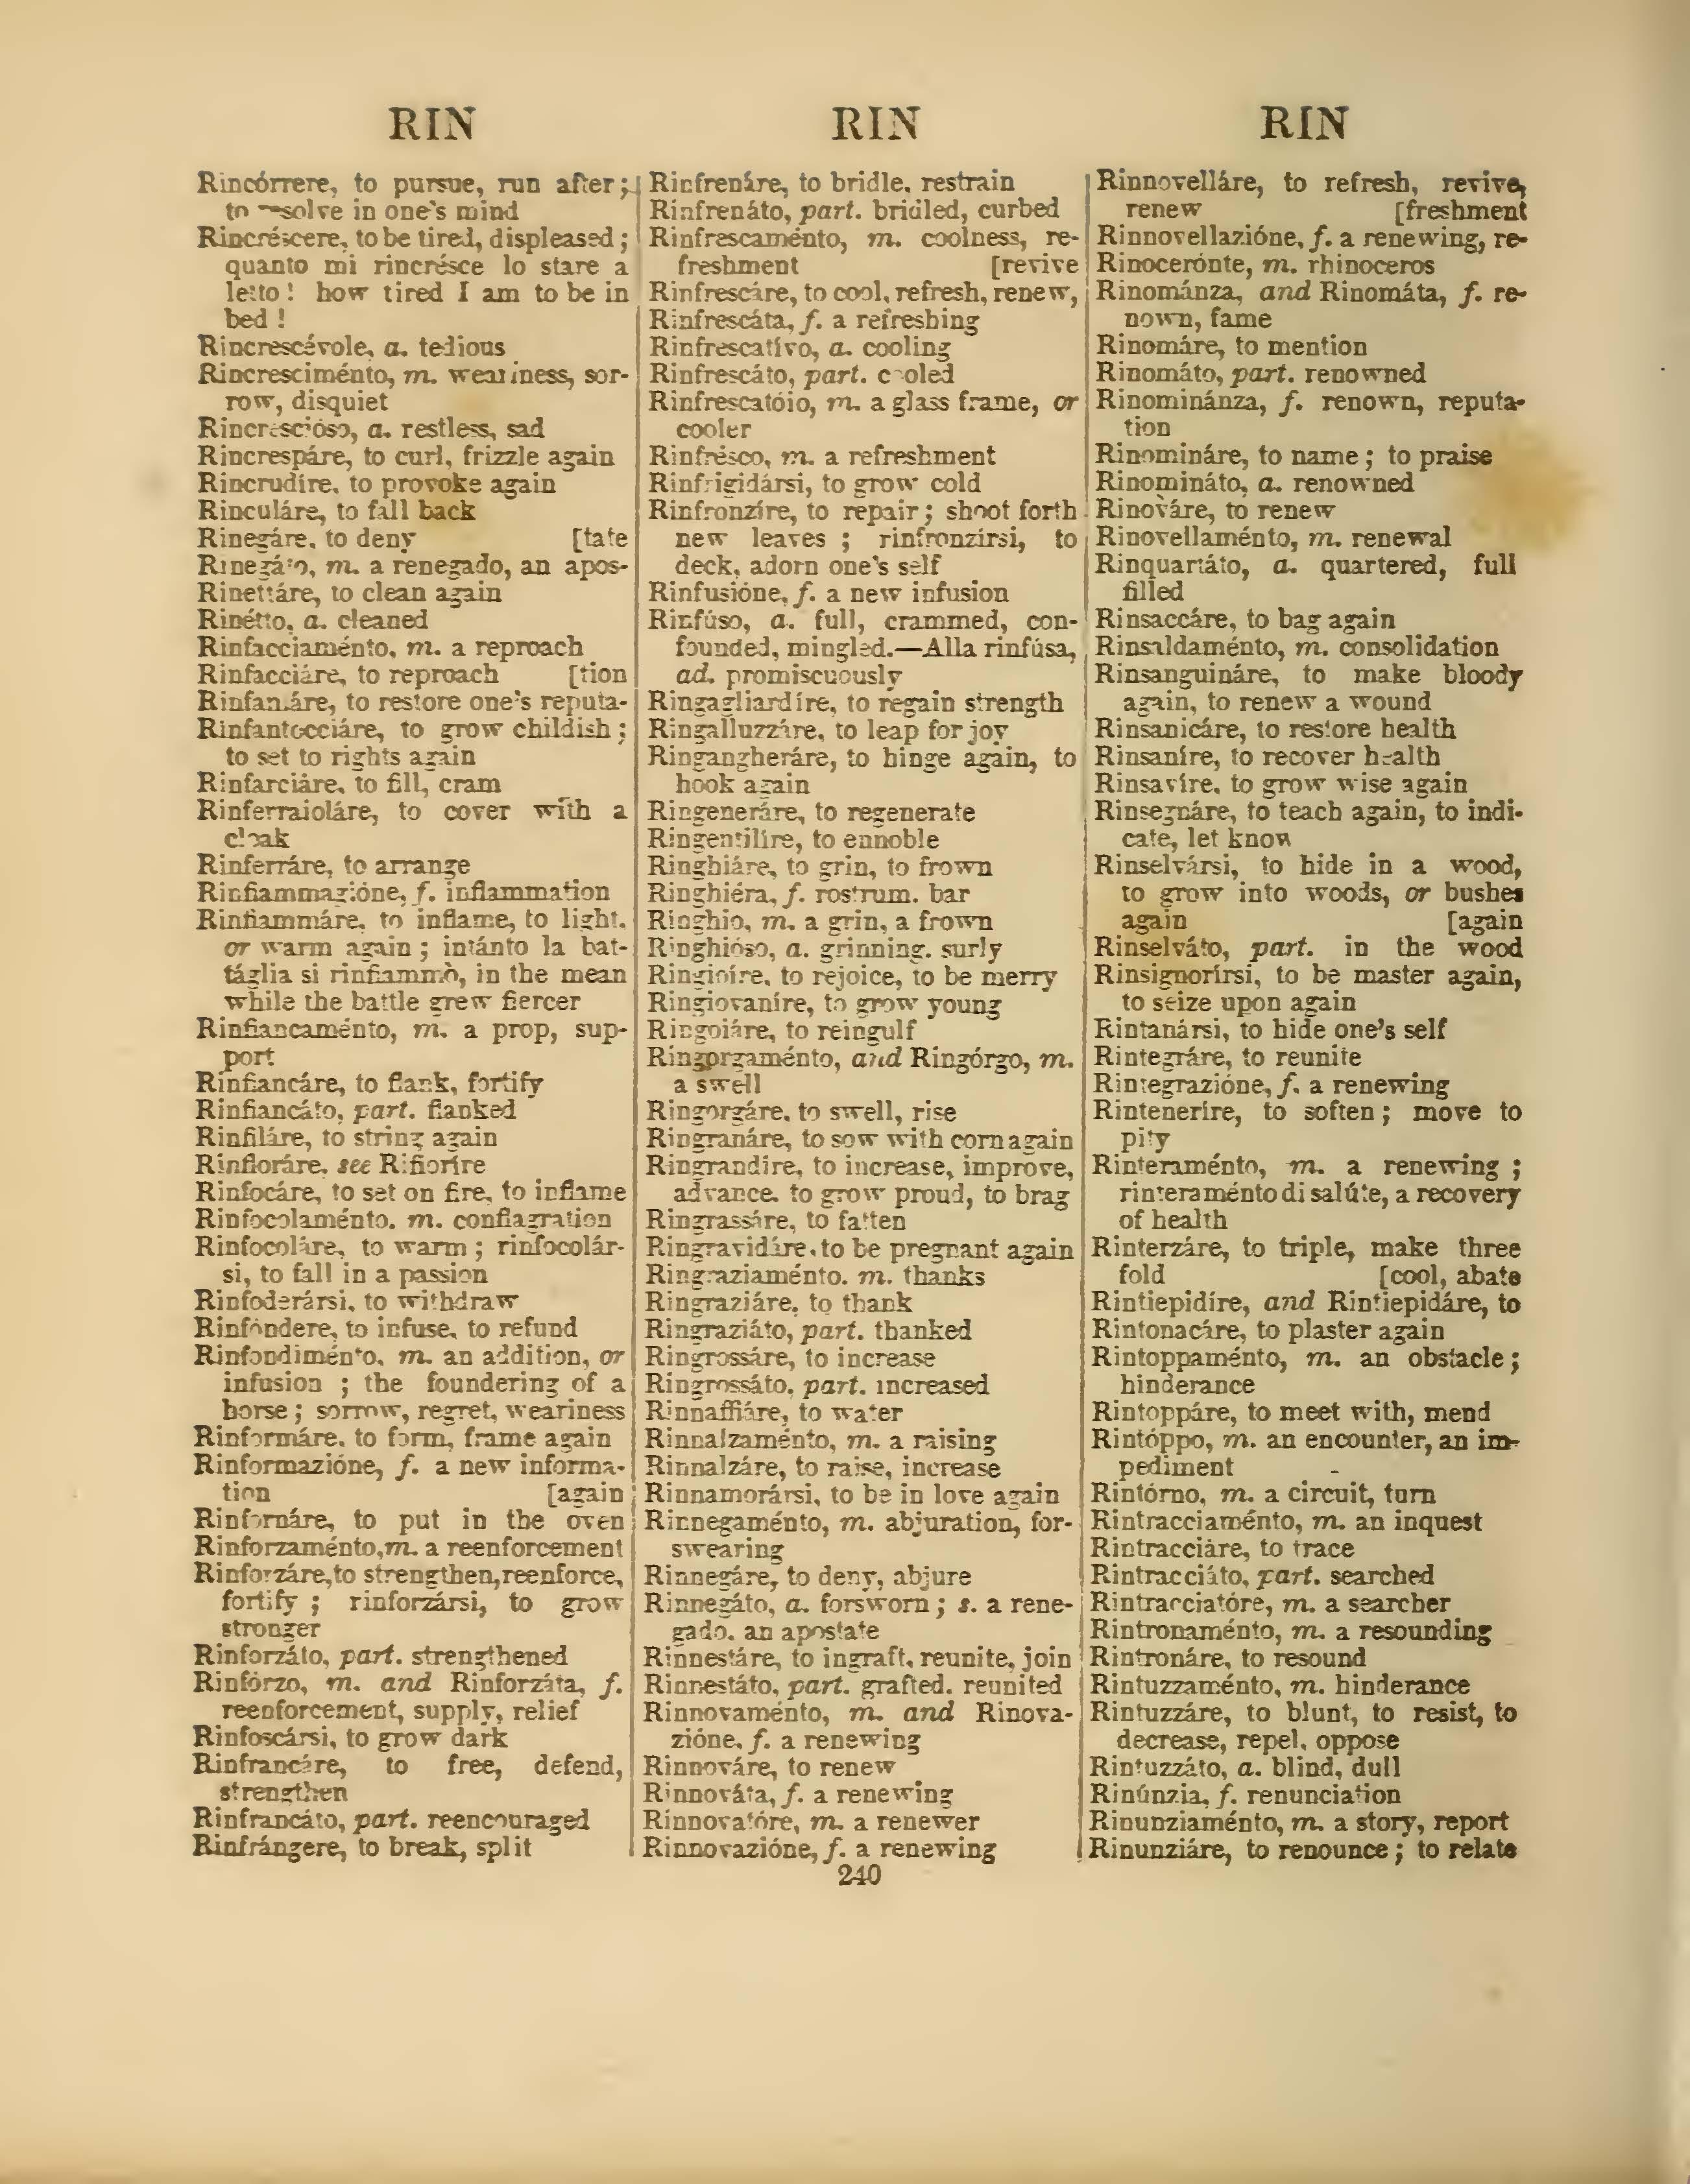 RIN
Rincórrere, to pursue, run after;
to resolve in one's mind
Rincréscere, to be tired, displeased;
quanto mi rincrésce lo stare a
letto! how tired I am to be in
bed!
Rincrescévole, a. tedious
Rincresciménto, m. weariness, sor-
row, disquiet
Rincrescióso, a. restless, sad
Rincrespáre, to curl, frizzle again
Rincrudíre, to provoke again
Rinculáre, to fall back
Rinegáre, to deny [tate
Rinegáto, m. a renegado, an apos-
Rinettáre, to clean again
Rinétto, a. cleaned
Rinfacciaménto, m. a reproach
Rinfacciáre, to reproach [tion
Rinfamáre, to restore one's reputa-
Rinfantocciáre, to grow childish;
to set to rights again
Rinfarciáre, to fill, cram
Rinferraioláre, to cover with a
cloak
Rinferráre, to arrange
Rinfiammazióne, f. inflammation
Rinfiammáre, to inflame, to light,
or warm again; intánto la bat-
táglia si rinfiammò, in the mean
while the battle grew fiercer
Rinfiancaménto, m. a prop, sup-
port
Rinfiancáre, to flank, fortify
Rinfiancáto, part. flanked
Rinfiláre, to string again
Rinfloráre, see Rifioríre
Rinfocáre, to set on fire, to inflame
Rinfocolaménto, m. conflagration
Rinfocoláre, to warm; rinfocolár-
si, to fall in a passion
Rinfoderársi, to withdraw
Rinfóndere, to infuse, to refund
Rinfondiménto, m. an addition, or
infusion; the foundering of a
horse; sorrow, regret, weariness
Rinformáre, to form, frame again
Rinformazióne, f. a new informa-
tion [again
Rinfornáre, to put in the oven
Rinforzaménto, m. a reenforcement
Rinforzáre, to strengthen, reenforce,
fortify; rinforzársi, to grow
stronger
Rinforzáto, part. strengthened
Rinfórzo, m. and Rinforzáta, f.
reenforcement, supply, relief
Rinfoscársi, to grow dark
Rinfrancáre, to free, defend,
strengthen
Rinfrancáto, part. reencouraged
Rinfrángere, to break, split
RIN
Rinfrenáre, to bridle, restrain
Rinfrenáto, part. bridled, curbed
Rinfrescaménto, m. coolness, re-
freshment [revive
Rinfrescáre, to cool, refresh, renew,
Rinfrescáta, f. a refreshing
Rinfrescatívo, a. cooling
Rinfrescáto, part. cooled
Rinfrescatóio, m. a glass frame, or
cooler
Rinfrésco, m. a refreshment
Rinfrigidársi, to grow cold
Rinfronzíre, to repair; shoot forth
new leaves; rinfronzírsi, to
deck, adorn one's self
Rinfusióne, f. a new infusion
Rinfúso, a. full, crammed, con-
founded, mingled.—Alla rinfúsa,
ad. promiscuously
Ringagliardíre, to regain strength
Ringalluzzáre, to leap for joy
Ringangheráre, to hinge again, to
hook again
Ringeneráre, to regenerate
Ringentilíre, to ennoble
Ringhiáre, to grin, to frown
Ringhiéra, f. rostrum, bar
Ringhio, m. a grin, a frown
Ringhióso, a. grinning, surly
Ringioíre, to rejoice, to be merry
Ringiovaníre, to grow young
Ringoiáre, to reingulf
Ringorgaménto, and Ringórgo, m.
a swell
Ringorgáre, to swell, rise
Ringranáre, to sow with corn again
Ringrandíre, to increase, improve,
advance, to grow proud, to brag
Ringrassáre, to fatten
Ringravidáre, to be pregnant again
Ringraziaménto, m. thanks
Ringraziáre, to thank
Ringraziáto, part. thanked
Ringrossáre, to increase
Ringrossáto, part. increased
Rinnaffiáre, to water
Rinnalzaménto, m. a raising
Rinnalzáre, to raise, increase
Rinnamorársi, to be in love again
Rinnegaménto, m. abjuration, for-
swearing
Rinnegáre, to deny, abjure
Rinnegáto, a. forsworn; s. a rene-
gado, an apostate
Rinnestáre, to ingraft, reunite, join
Rinnestáto, part. grafted, reunited
Rinnovaménto, m. and Rinova-
zióne, f. a renewing
Rinnováre, to renew
Rinnováta, f. a renewing
Rinnovatóre, m. a renewer
Rinnovazióne, f. a renewing
RIN
Rinnovelláre, to refresh, revive,
renew [freshment
Rinnovellazióne, f. a renewing, re-
Rinocerónte, m. rhinoceros
Rinománza, and Rinomáta, f. re-
nown, fame
Rinomáre, to mention
Rinomáto, part. renowned
Rinominánza, f. renown, reputa-
tion
Rinomináre, to name; to praise
Rinomináto, a. renowned
Rinovàre, to renew
Rinovellaménto, m. renewal
Rinquartáto, a. quartered, full
filled
Rinsaccáre, to bag again
Rinsaldaménto, m. consolidation
Rinsanguináre, to make bloody
again, to renew a wound
Rinsanicáre, to restore health
Rinsaníre, to recover health
Rinsavíre, to grow wise again
Rinsegnáre, to teach again, to indi-
cate, let know
Rinselvársi, to hide in a wood,
to grow into woods, or bushes
again [again
Rinselváto, part. in the wood
Rinsignorírsi, to be master again,
to seize upon again
Rintanársi, to hide one's self
Rintegráre, to reunite
Rintegrazióne, f. a renewing
Rinteneríre, to soften; move to
pity
Rinteraménto, m. a renewing;
rinteraménto di salúte, a recovery
of health
Rinterzáre, to triple, make three
fold [cool, abate
Rintiepidíre, and Rintiepidáre, to
Rintonacáre, to plaster again
Rintoppaménto, m. an obstacle;
hinderance
Rintoppáre, to meet with, mend
Rintóppo, m. an encounter, an im-
pediment
Rintórno, m. a circuit, turn
Rintracciaménto, m. an inquest
Rintracciáre, to trace
Rintracciáto, part. searched
Rintracciatóre, m. a searcher
Rintronaménto, m. a resounding
Rintronáre, to resound
Rintuzzaménto, m. hinderance
Rintuzzáre, to blunt, to resist, to
decrease, repel, oppose
Rintuzzáto, a. blind, dull
Rinúnzia, f. renunciation
Rinunziaménto, m. a story, report
Rinunziáre, to renounce; to relate
240